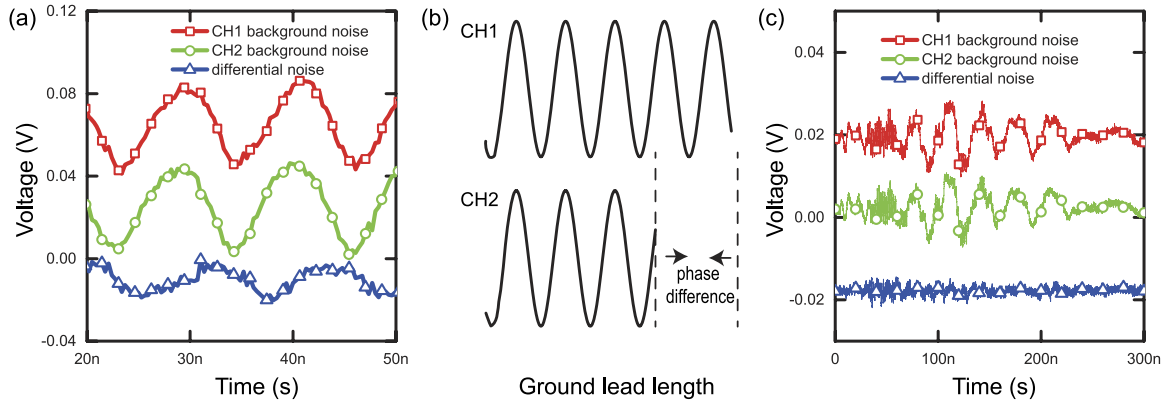 (a)
0.12
0.08
0.04
0.00
-0.04
Voltage (V)
CH1 background noise
CH2 background noise
differential noise
20n
30n
40n
50n
Time (s)
(b)
CH1
CH2
phase
difference
Ground lead length
(c)
0.04
0.02
0.00
-0.02
Voltage (V)
CH1 background noise
CH2 background noise
differential noise
0
100n
200n
300n
Time (s)